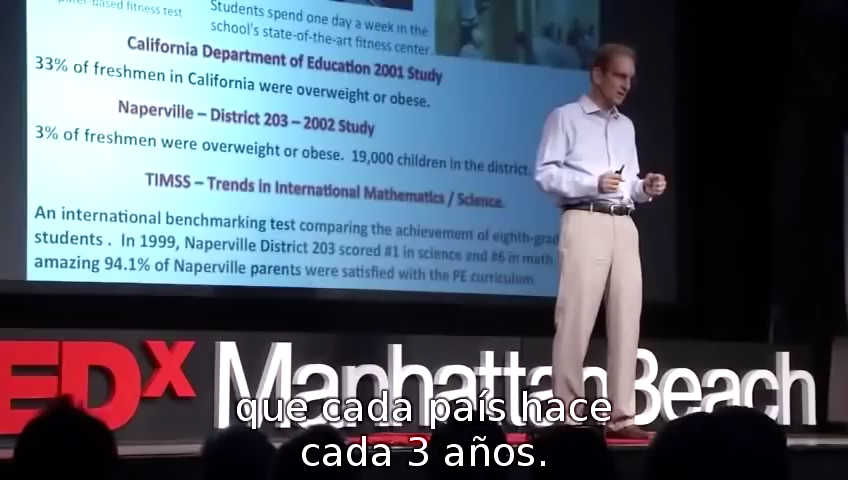 -based fitness test
Students spend one day a week in the
school's state-of-the-art fitness center.
California Department of Education 2001 Study
33% of freshmen in California were overweight or obese.
Naperville – District 203 – 2002 Study
3% of freshmen were overweight or obese. 19,000 children in the district.
TIMSS – Trends in International Mathematics / Science.
An international benchmarking test comparing the achievement of eighth-grad
students . In 1999, Naperville District 203 scored #1 in science and #6 in math
amazing 94.1% of Naperville parents were satisfied with the PE curriculum
EDx Manhattan Beach
que cada país hace
cada 3 años.